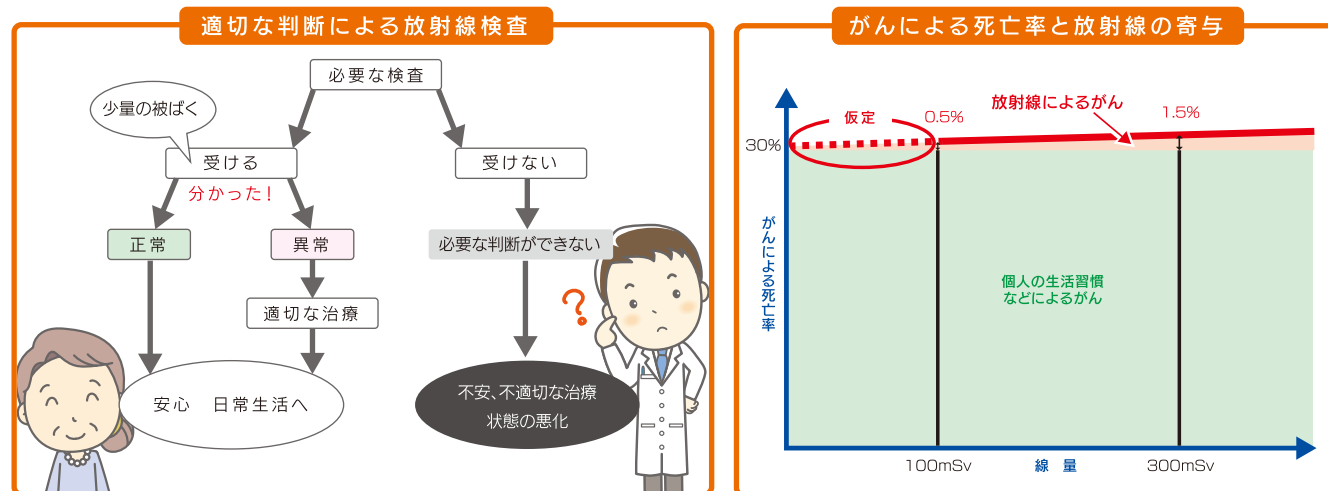 適切な判断による放射線検査
必要な検査
少量の被ばく
受ける
受けない
分かった！
正常
異常
必要な判断ができない
適切な治療
?
安心　日常生活へ
不安、不適切な治療
状態の悪化
がんによる死亡率と放射線の寄与
放射線によるがん
仮定
0.5%
1.5%
30%
がんによる死亡率
個人の生活習慣
などによるがん
100mSv
線量
300mSv